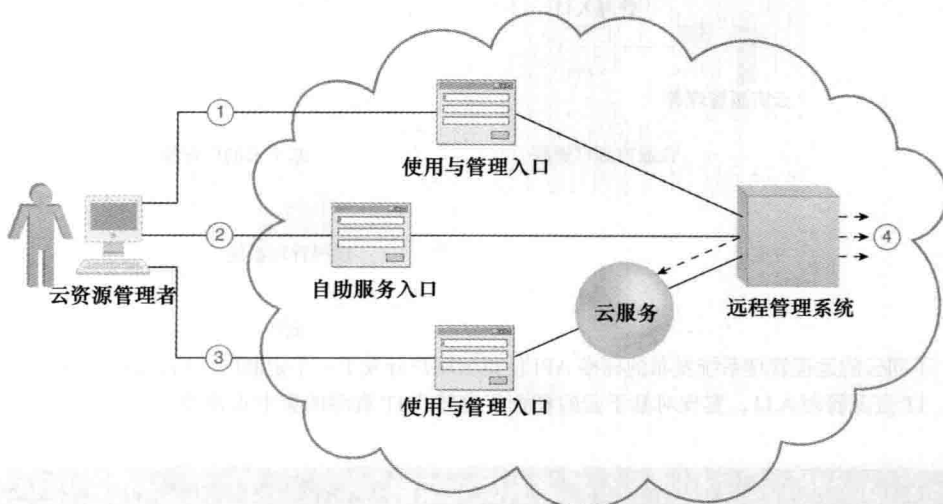 ①
使用与管理入口
②
④
自助服务入口
云资源管理者
云服务
远程管理系统
③
使用与管理入口